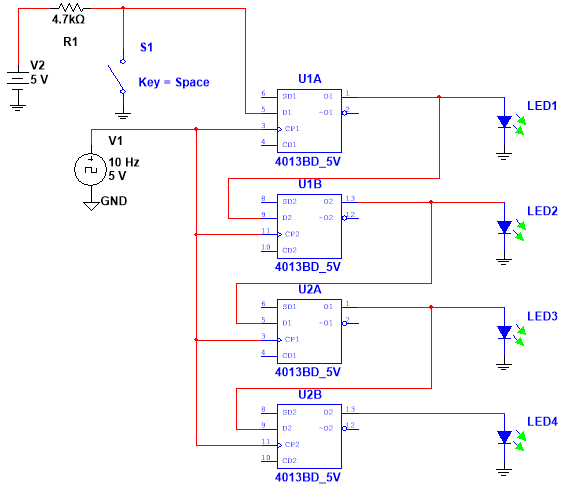 4.7kΩ
R1
V2
5 V
S1
Key = Space
V1
10 Hz
5 V
GND
U1A
6 SD1 O1 1
5 D1 ~O1 2
3 CP1
4 CD1
4013BD_5V
LED1
U1B
8 SD2 O2 13
9 D2 ~O2 12
11 CP2
10 CD2
4013BD_5V
LED2
U2A
6 SD1 O1 1
5 D1 ~O1 2
3 CP1
4 CD1
4013BD_5V
LED3
U2B
8 SD2 O2 13
9 D2 ~O2 12
11 CP2
10 CD2
4013BD_5V
LED4